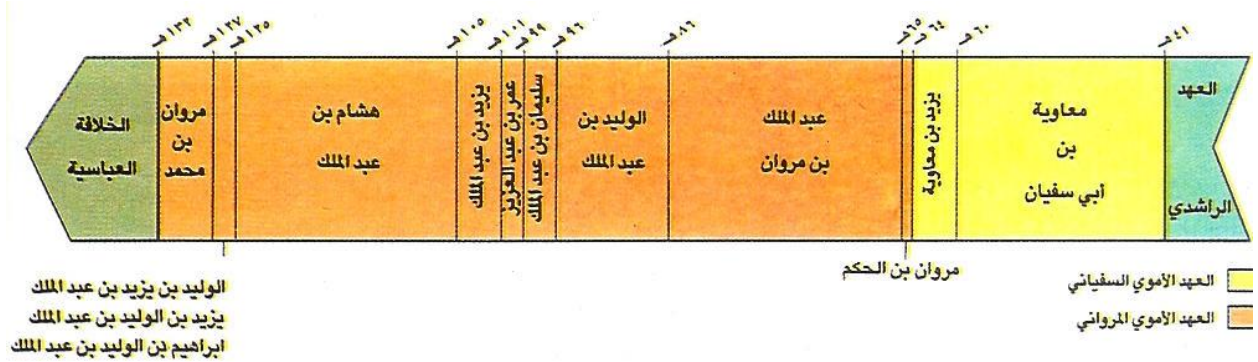 ٤١هـ
٦٠هـ
٦٤هـ
٦٥هـ
٨٦هـ
٩٦هـ
٩٩هـ
١٠١هـ
١٠٥هـ
١٢٥هـ
١٢٧هـ
١٣٢هـ
العهد
الراشدي
معاوية
بن
أبي سفيان
يزيد بن معاوية
عبد الملك
بن مروان
الوليد بن
عبد الملك
سليمان بن عبد الملك
عمر بن عبد العزيز
يزيد بن عبد الملك
هشام بن
عبد الملك
مروان
بن
محمد
الخلافة
العباسية
مروان بن الحكم
الوليد بن يزيد بن عبد الملك
يزيد بن الوليد بن عبد الملك
ابراهيم بن الوليد بن عبد الملك
العهد الأموي السفياني
العهد الأموي المرواني